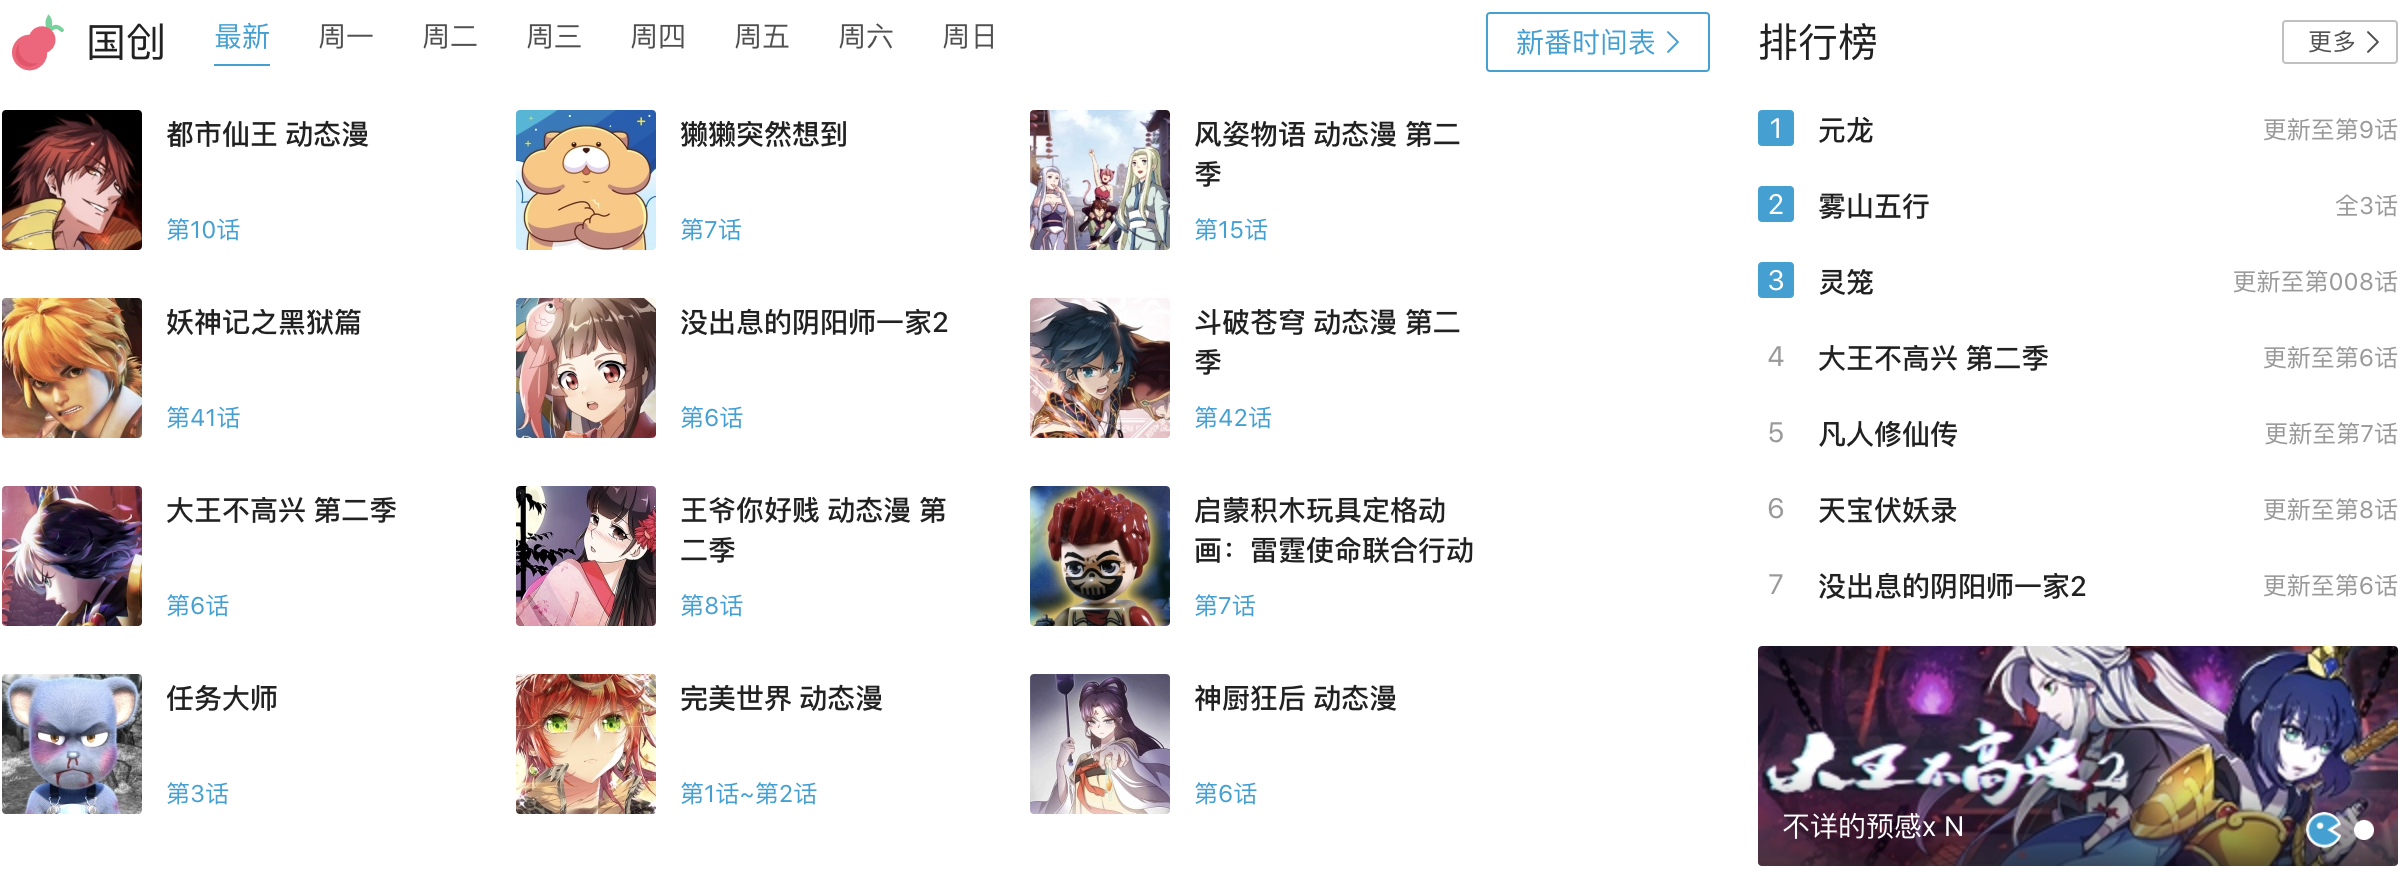 国创
最新 周一 周二 周三 周四 周五 周六 周日
新番时间表
都市仙王 动态漫
第10话
獭獭突然想到
第7话
风姿物语 动态漫 第二
季
第15话
妖神记之黑狱篇
第41话
没出息的阴阳师一家2
第6话
斗破苍穹 动态漫 第二
季
第42话
大王不高兴 第二季
第6话
王爷你好贱 动态漫 第
二季
第8话
启蒙积木玩具定格动
画：雷霆使命联合行动
第7话
任务大师
第3话
完美世界 动态漫
第1话~第2话
神厨狂后 动态漫
第6话
排行榜
更多
1 元龙 更新至第9话
2 雾山五行 全3话
3 灵笼 更新至第008话
4 大王不高兴 第二季 更新至第6话
5 凡人修仙传 更新至第7话
6 天宝伏妖录 更新至第8话
7 没出息的阴阳师一家2 更新至第6话
大王不高兴2
不详的预感x N